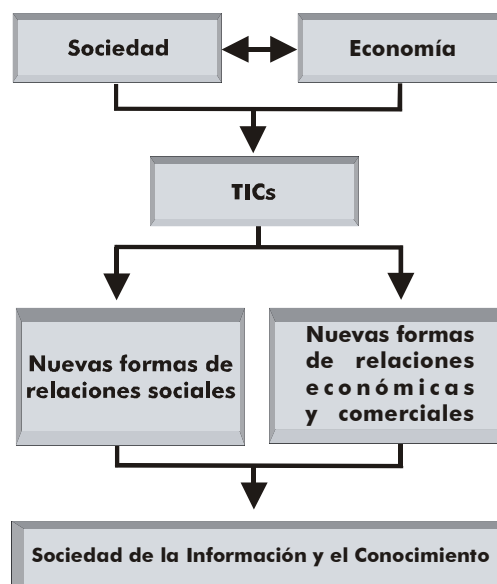 Sociedad
Economía
TICs
Nuevas formas de
relaciones sociales
Nuevas formas
de relaciones
económicas
y comerciales
Sociedad de la Información y el Conocimiento